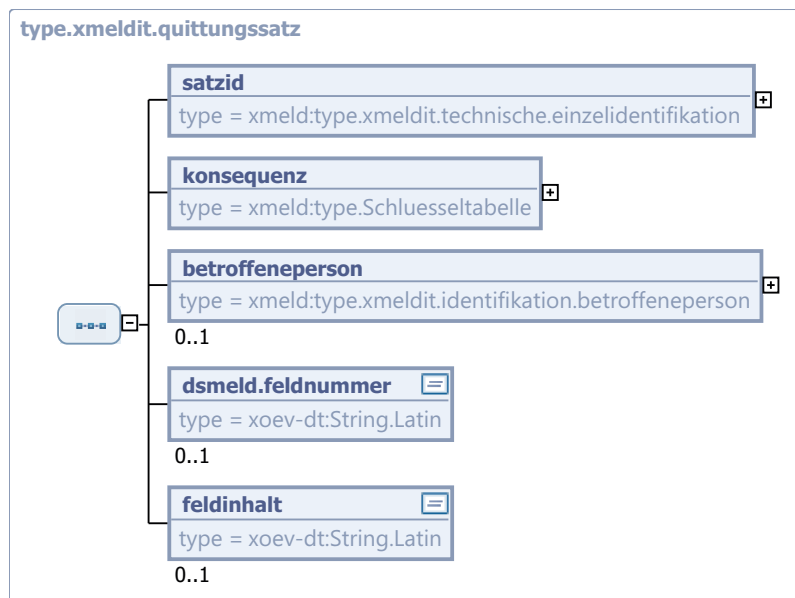 type.xmeldit.quittungssatz
satzid
type = xmeld:type.xmeldit.technische.einzelidentifikation
konsequenz
type = xmeld:type.Schluesseltabelle
betroffeneperson
type = xmeld:type.xmeldit.identifikation.betroffeneperson
0..1
dsmeld.feldnummer
type = xoev-dt:String.Latin
0..1
feldinhalt
type = xoev-dt:String.Latin
0..1